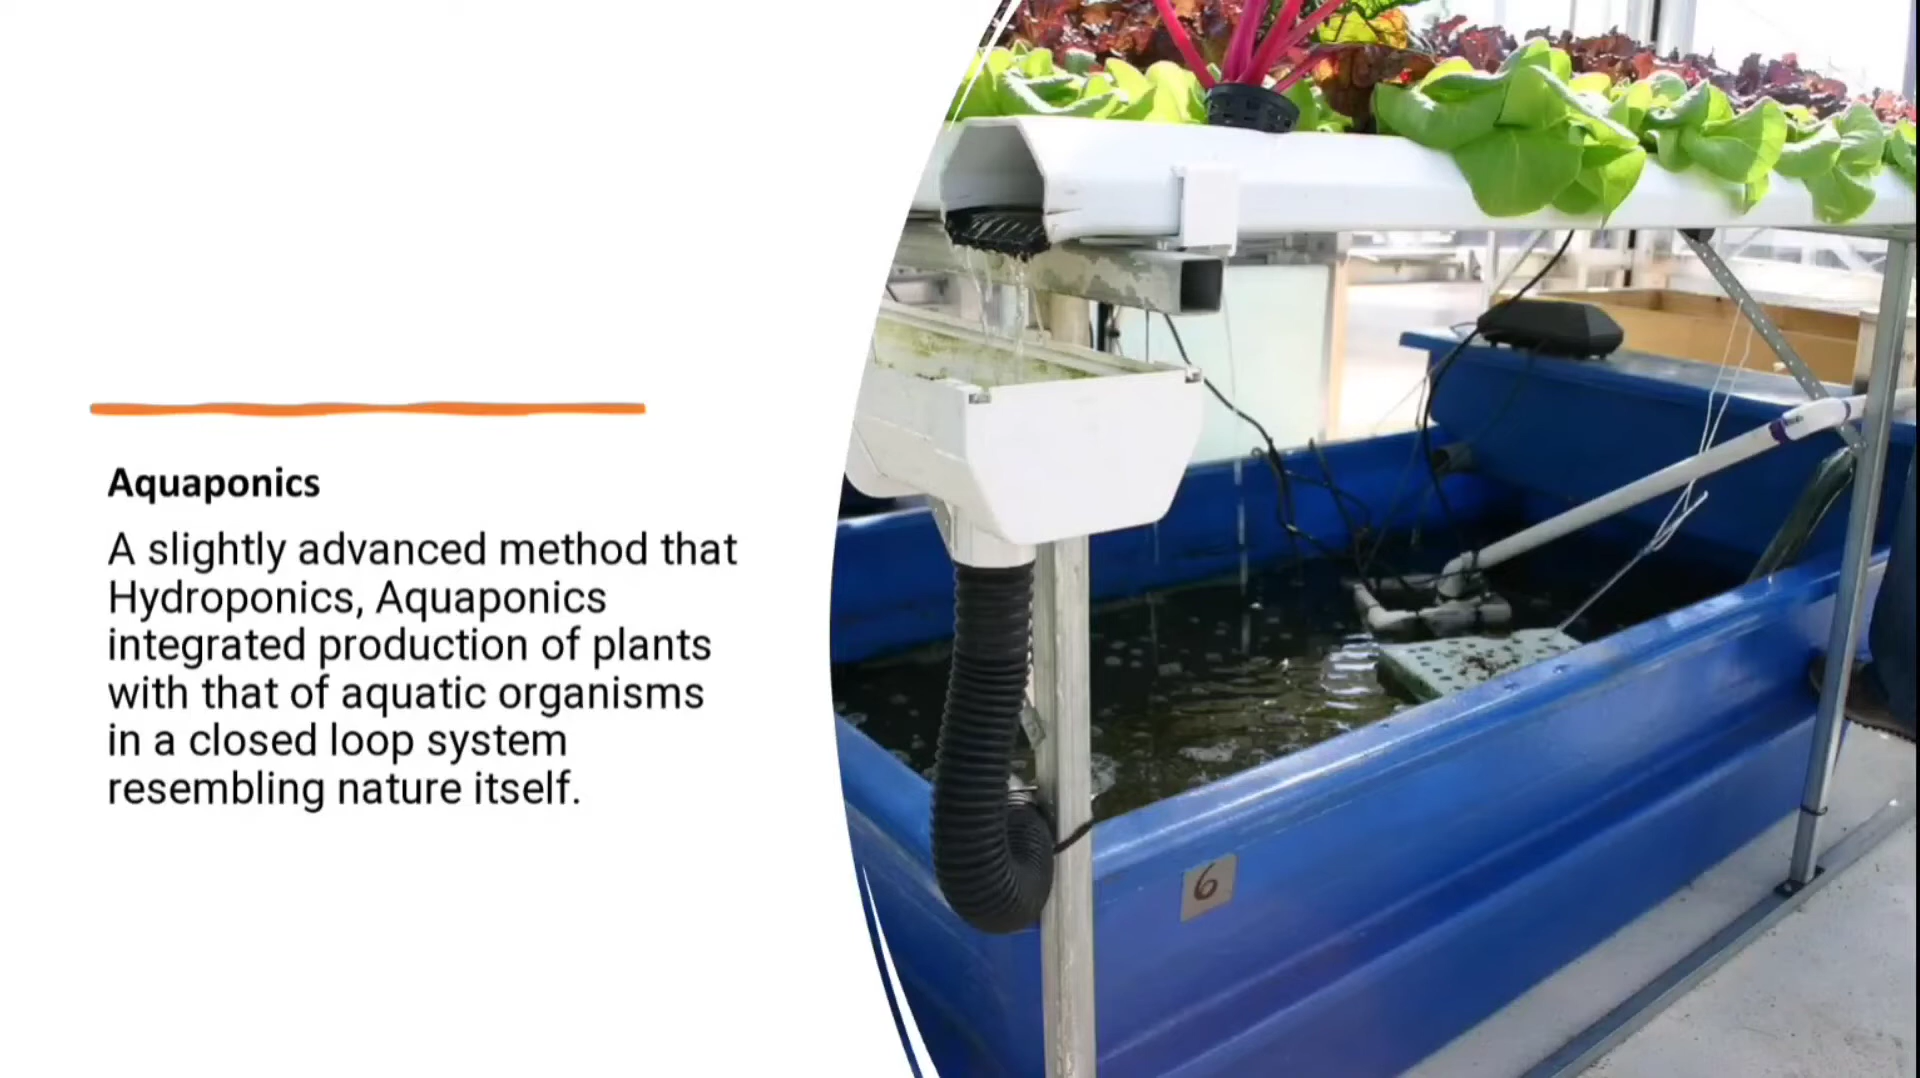 Aquaponics
A slightly advanced method that
Hydroponics, Aquaponics
integrated production of plants
with that of aquatic organisms
in a closed loop system
resembling nature itself.
6